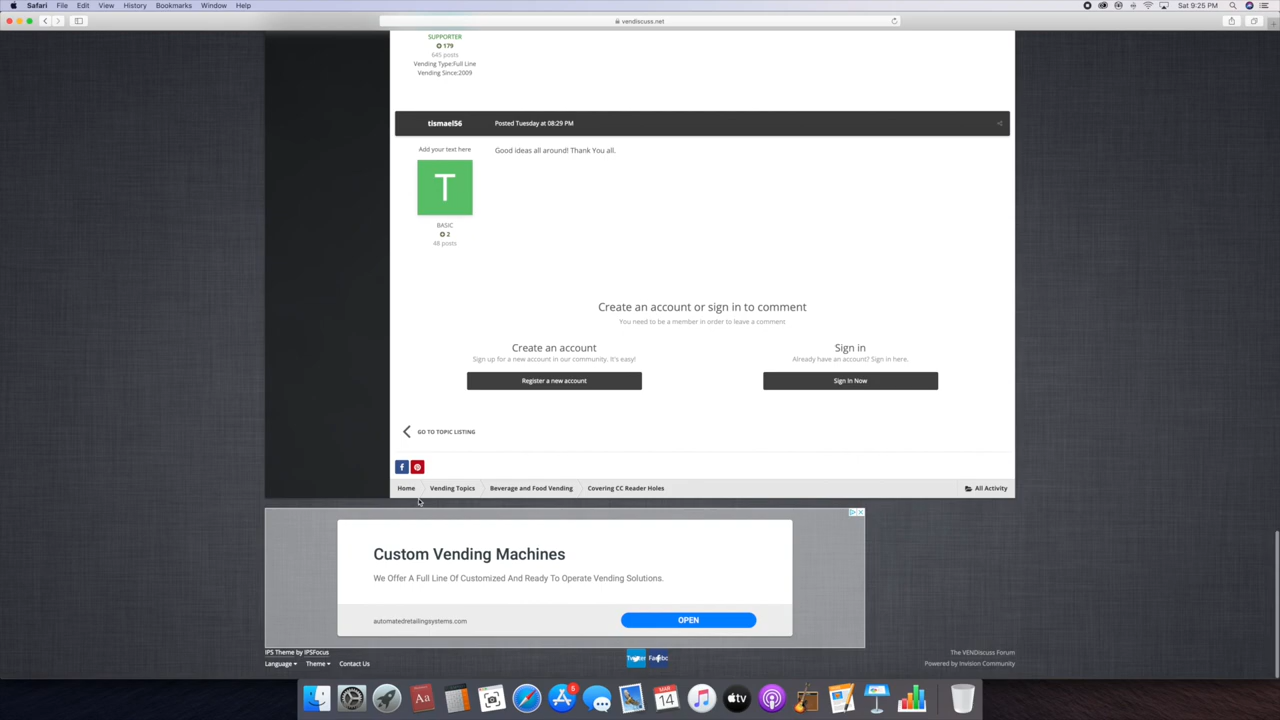 Safari File Edit View History Bookmarks Window Help Sat 9:25 PM
vendiscuss.net
SUPPORTER
179
645 posts
Vending Type:Full Line
Vending Since:2009
tismael56 Posted Tuesday at 08:29 PM
Add your text here Good ideas all around! Thank You all.
T
BASIC
2
48 posts
Create an account or sign in to comment
You need to be a member in order to leave a comment
Create an account Sign in
Sign up for a new account in our community. It's easy! Already have an account? Sign in here.
Register a new account Sign In Now
GO TO TOPIC LISTING
Home Vending Topics Beverage and Food Vending Covering CC Reader Holes All Activity
Custom Vending Machines
We Offer A Full Line Of Customized And Ready To Operate Vending Solutions.
automatedretailingsystems.com OPEN
IPS Theme by IPSFocus The VENDiscuss Forum
Language Theme Contact Us Powered by Invision Community
Aa 6 MAR 14 tv